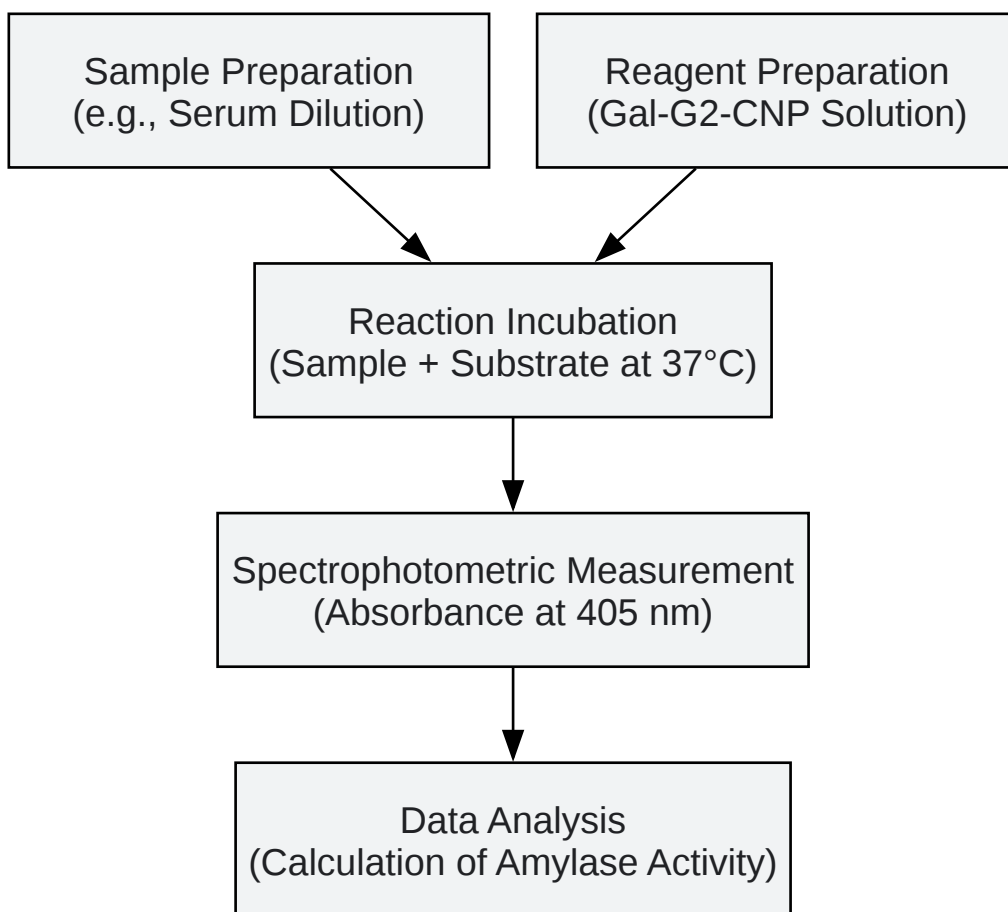 Sample Preparation
(e.g., Serum Dilution)
Reagent Preparation
(Gal-G2-CNP Solution)
Reaction Incubation
(Sample + Substrate at 37°C)
Spectrophotometric Measurement
(Absorbance at 405 nm)
Data Analysis
(Calculation of Amylase Activity)